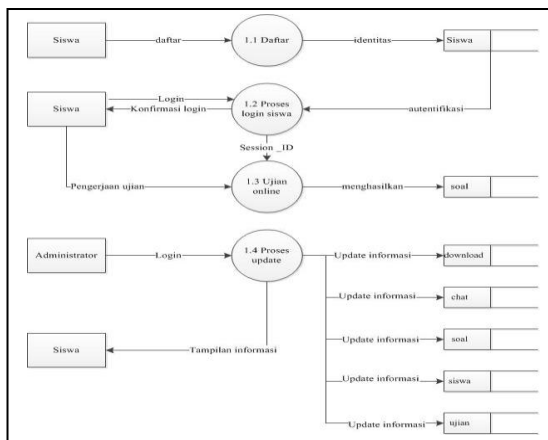 Siswa
daftar
1.1 Daftar
identitas
Siswa
Siswa
Login
Konfirmasi login
1.2 Proses
login siswa
autentifikasi
Session _ID
Pengerjaan ujian
1.3 Ujian
online
menghasilkan
soal
Administrator
Login
1.4 Proses
update
Update informasi
download
Update informasi
chat
Siswa
Tampilan informasi
Update informasi
soal
Update informasi
siswa
Update informasi
ujian